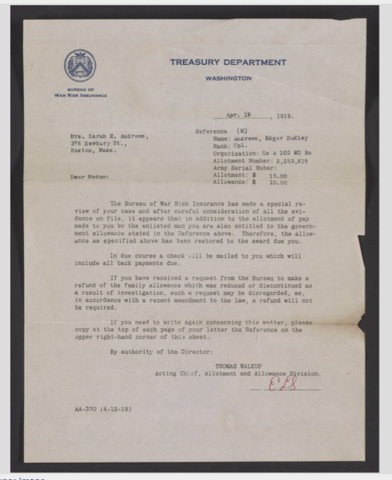 TREASURY DEPARTMENT
WASHINGTON
BUREAU OF
WAR RISK INSURANCE
Apr. 18, 1919.
Mrs. Sarah E. Andrews,
376 Newbury St.,
Boston, Mass.
Reference (N)
Name: Andrews, Edgar Dudley
Rank: Cpl.
Organization: Co A 102 MG Bn
Allotment Number: 2,253,615
Army Serial Number:
Allotment: $ 15.00
Allowance: $ 10.00
Dear Madam:
The Bureau of War Risk Insurance has made a special re-
view of your case and after careful consideration of all the evi-
dence on file, it appears that in addition to the allotment of pay
made to you by the enlisted man you are also entitled to the govern-
ment allowance stated in the Reference above. Therefore, the allow-
ance as specified above has been restored to the award due you.
In due course a check will be mailed to you which will
include all back payments due.
If you have received a request from the Bureau to make a
refund of the family allowance which was reduced or discontinued as
a result of investigation, such a request may be disregarded, as,
in accordance with a recent amendment to the law, a refund will not
be required.
If you need to write again concerning this matter, please
copy at the top of each page of your letter the Reference on the
upper right-hand corner of this sheet.
By authority of the Director:
THOMAS
Acting Chief, Allotment and Allowance Division.
AA-370 (4-12-19)